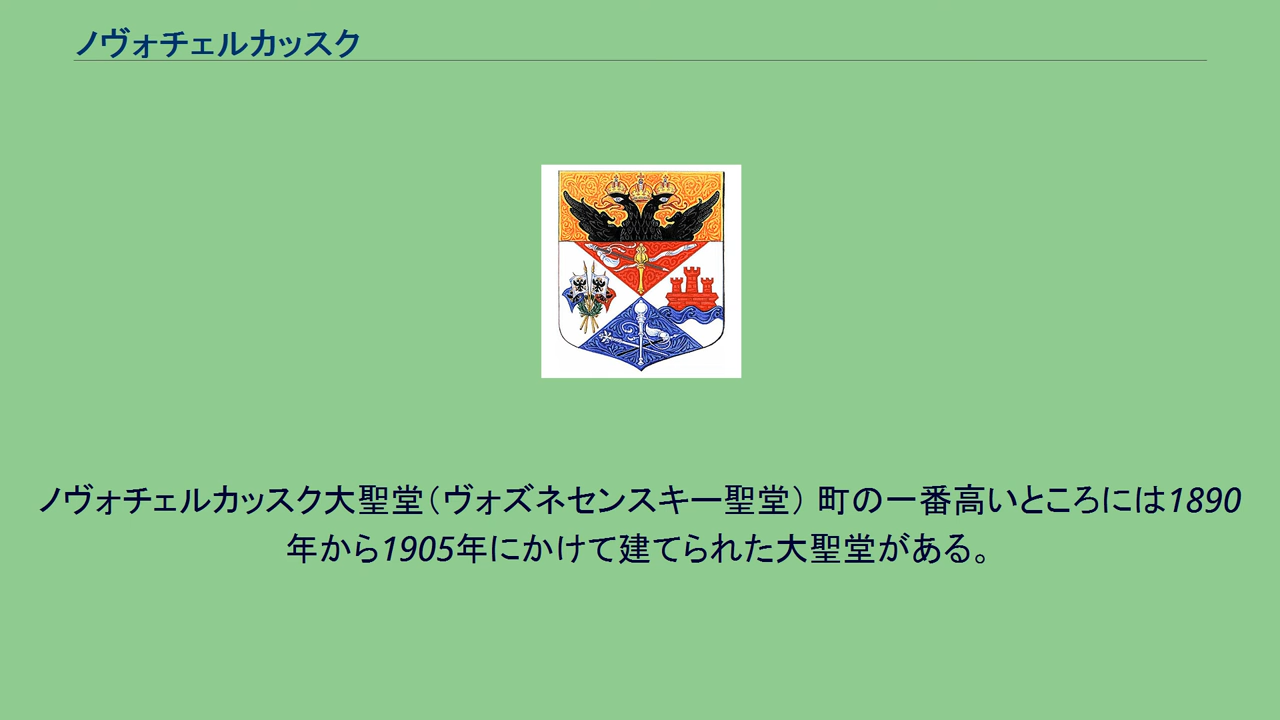 ノヴォチェルカッスク
ノヴォチェルカッスク大聖堂（ヴォズネセンスキー聖堂） 町の一番高いところには1890
年から1905年にかけて建てられた大聖堂がある。